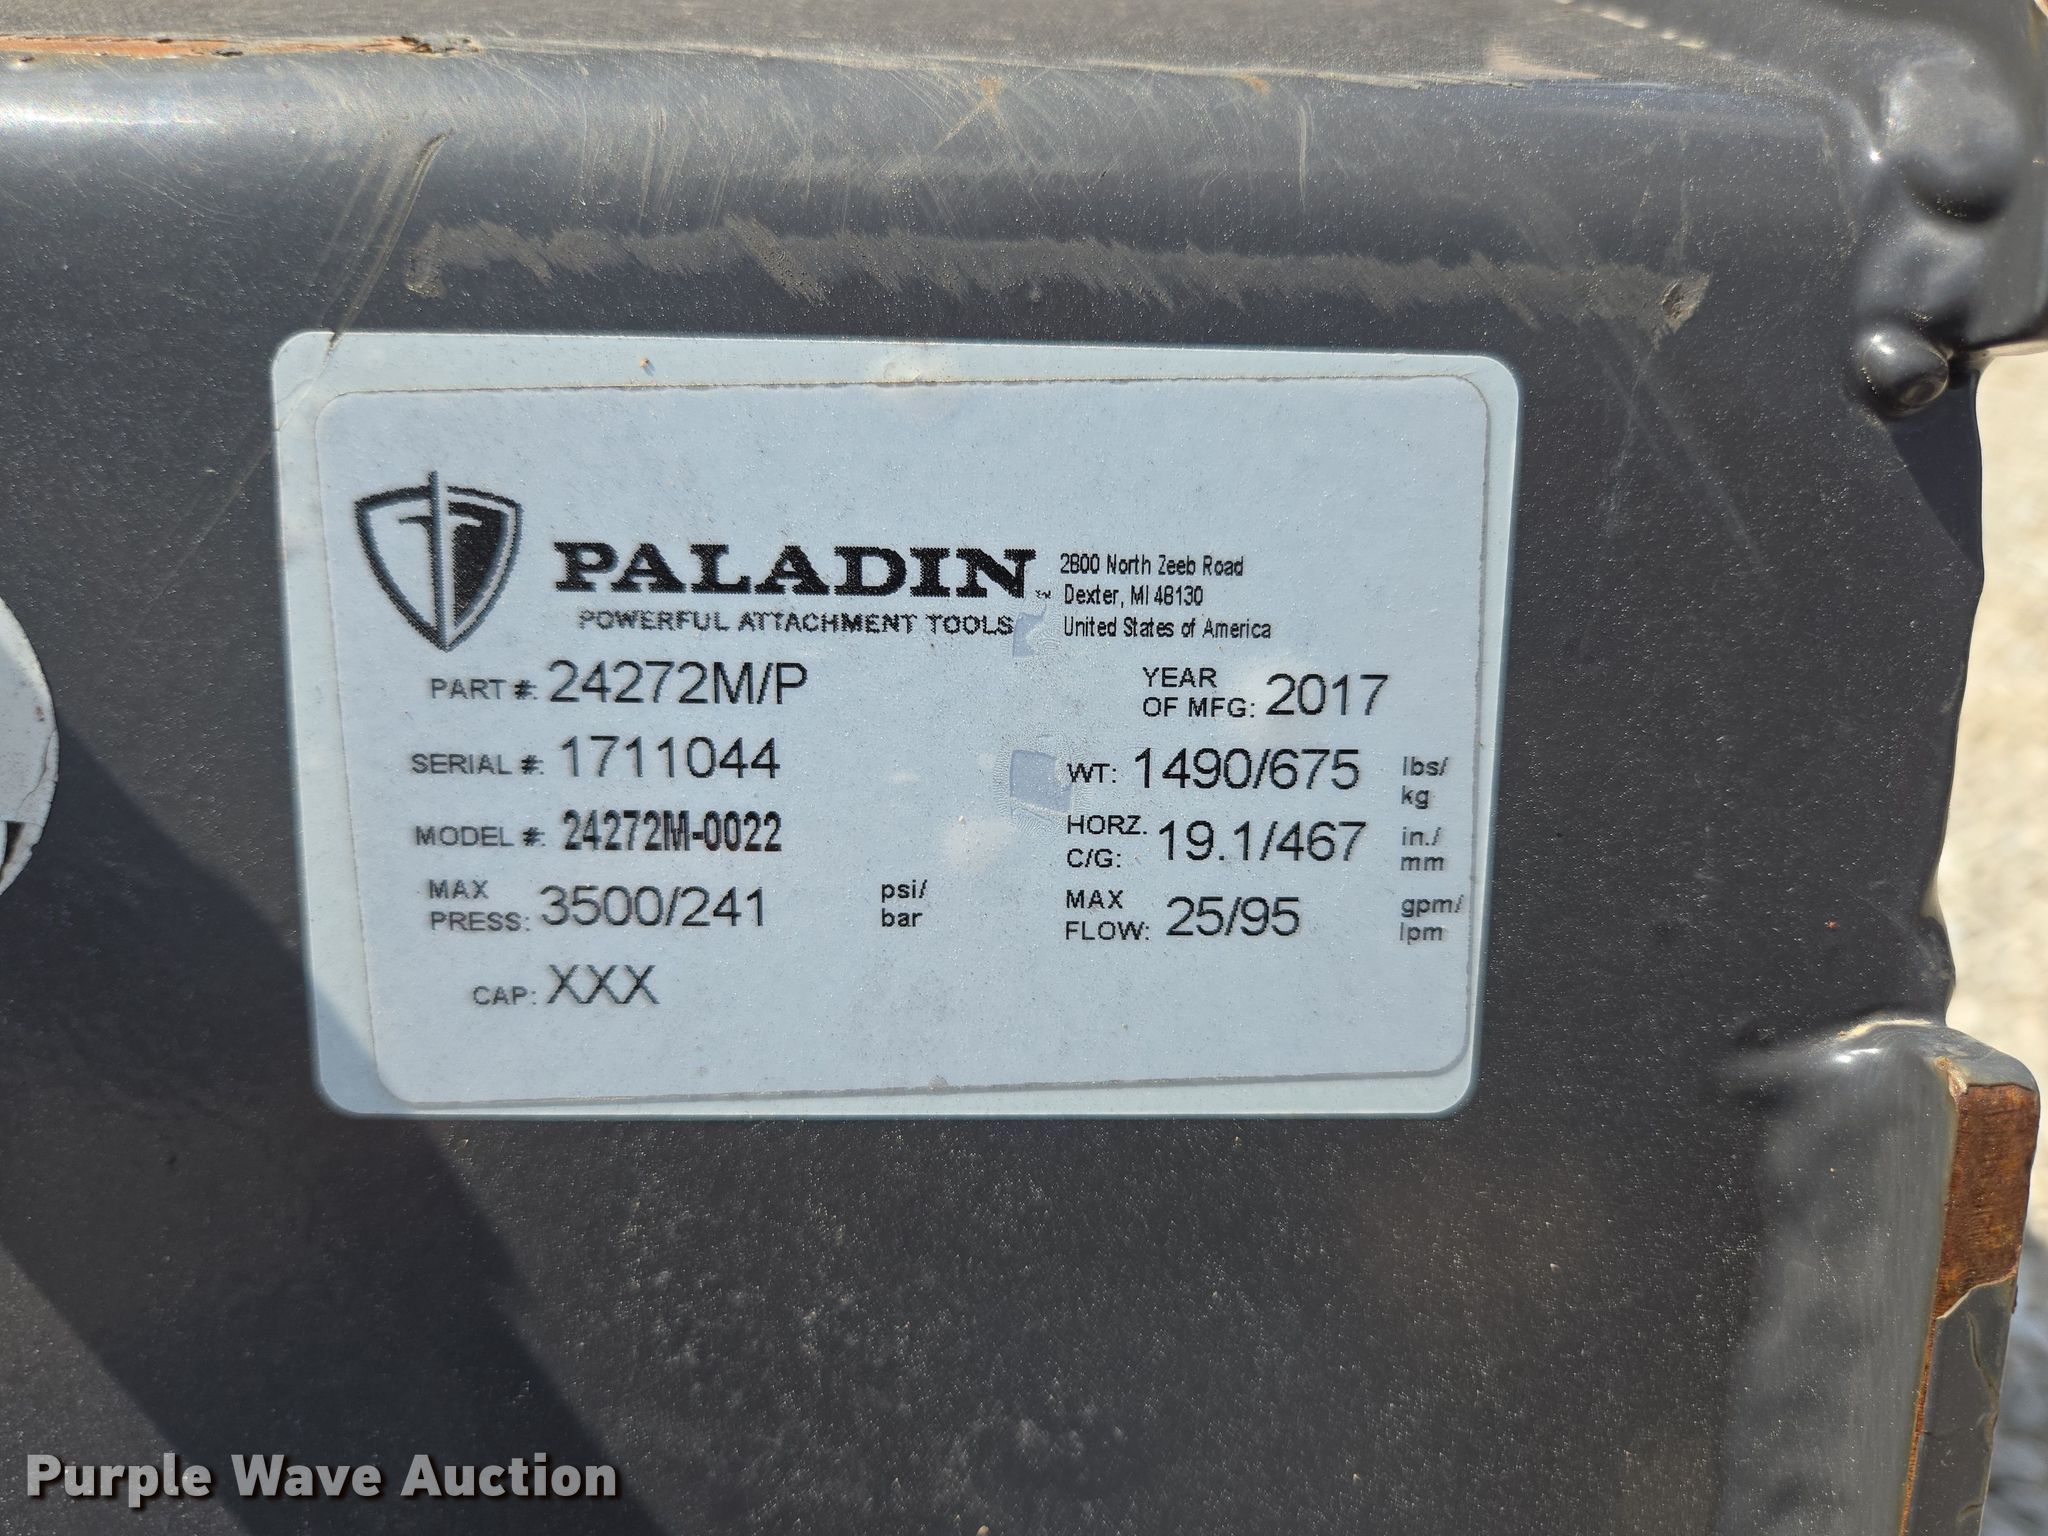 PALADIN™
POWERFUL ATTACHMENT TOOLS
2800 North Zeeb Road
Dexter, MI 48130
United States of America
PART #: 24272M/P
YEAR OF MFG: 2017
SERIAL #: 1711044
WT: 1490/675 lbs/ kg
MODEL #: 24272M-0022
HORZ. C/G: 19.1/467 in./ mm
MAX PRESS: 3500/241 psi/ bar
MAX FLOW: 25/95 gpm/ lpm
CAP: XXX
Purple Wave Auction